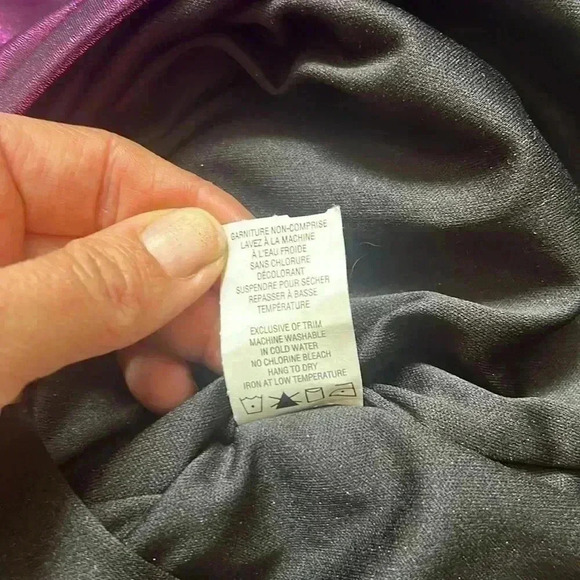 GARNITURE NON-COMPRISE
LAVEZ À LA MACHINE
À L'EAU FROIDE
SANS CHLORURE
DÉCOLORANT
SUSPENDRE POUR SÉCHER
REPASSER À BASSE
TEMPÉRATURE
EXCLUSIVE OF TRIM
MACHINE WASHABLE
IN COLD WATER
NO CHLORINE BLEACH
HANG TO DRY
IRON AT LOW TEMPERATURE